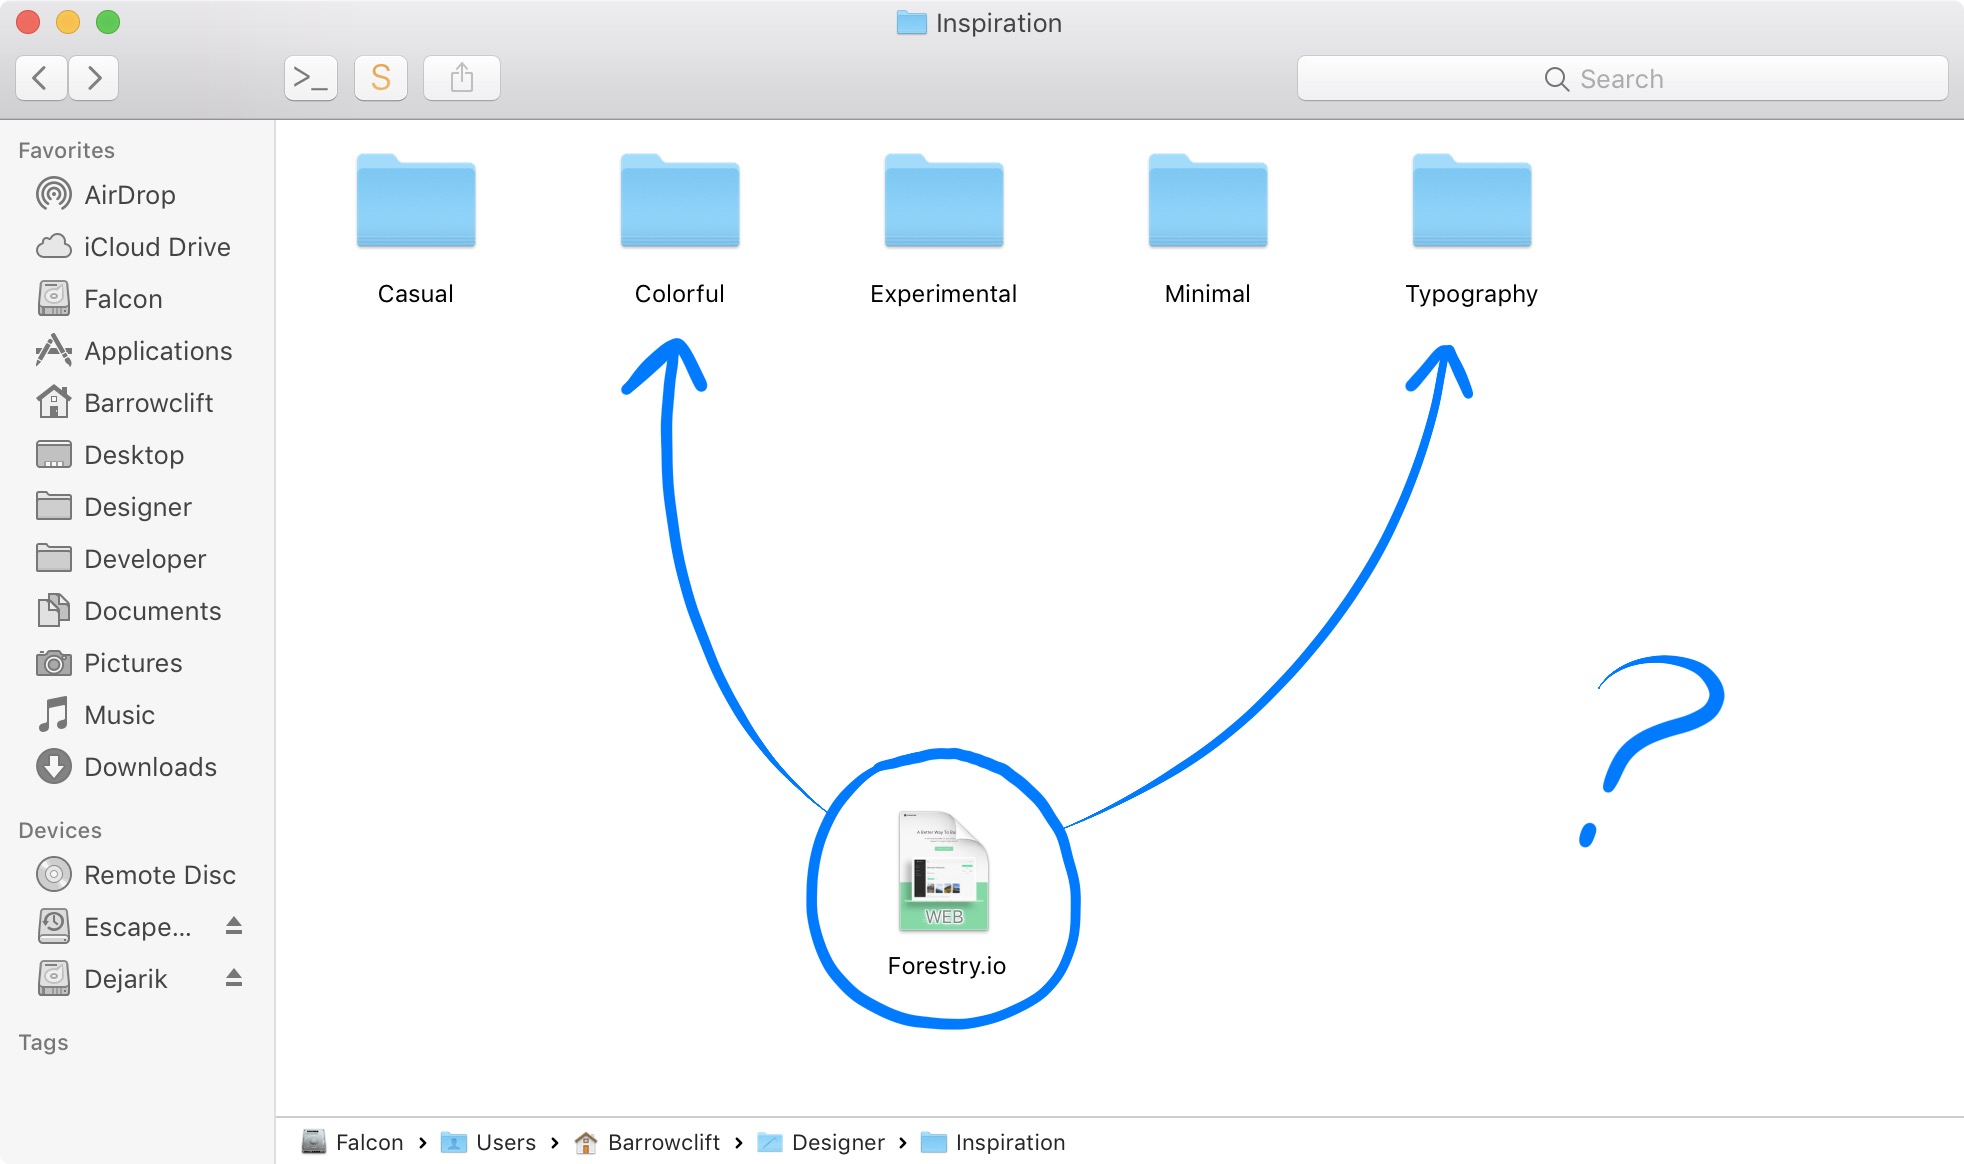 Inspiration
>_ S Search
Favorites
AirDrop
iCloud Drive
Falcon
Applications
Barrowclift
Desktop
Designer
Developer
Documents
Pictures
Music
Downloads
Devices
Remote Disc
Escape...
Dejarik
Tags
Casual Colorful Experimental Minimal Typography
?
WEB
Forestry.io
Falcon › Users › Barrowclift › Designer › Inspiration